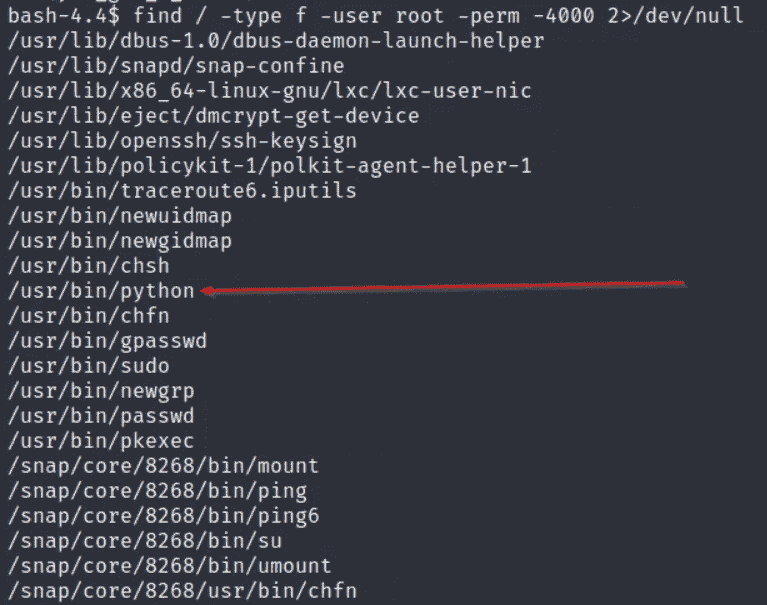 bash-4.4$ find / -type f -user root -perm -4000 2>/dev/null
/usr/lib/dbus-1.0/dbus-daemon-launch-helper
/usr/lib/snapd/snap-confine
/usr/lib/x86_64-linux-gnu/lxc/lxc-user-nic
/usr/lib/eject/dmcrypt-get-device
/usr/lib/openssh/ssh-keysign
/usr/lib/policykit-1/polkit-agent-helper-1
/usr/bin/traceroute6.iputils
/usr/bin/newuidmap
/usr/bin/newgidmap
/usr/bin/chsh
/usr/bin/python
/usr/bin/chfn
/usr/bin/gpasswd
/usr/bin/sudo
/usr/bin/newgrp
/usr/bin/passwd
/usr/bin/pkexec
/snap/core/8268/bin/mount
/snap/core/8268/bin/ping
/snap/core/8268/bin/ping6
/snap/core/8268/bin/su
/snap/core/8268/bin/umount
/snap/core/8268/usr/bin/chfn